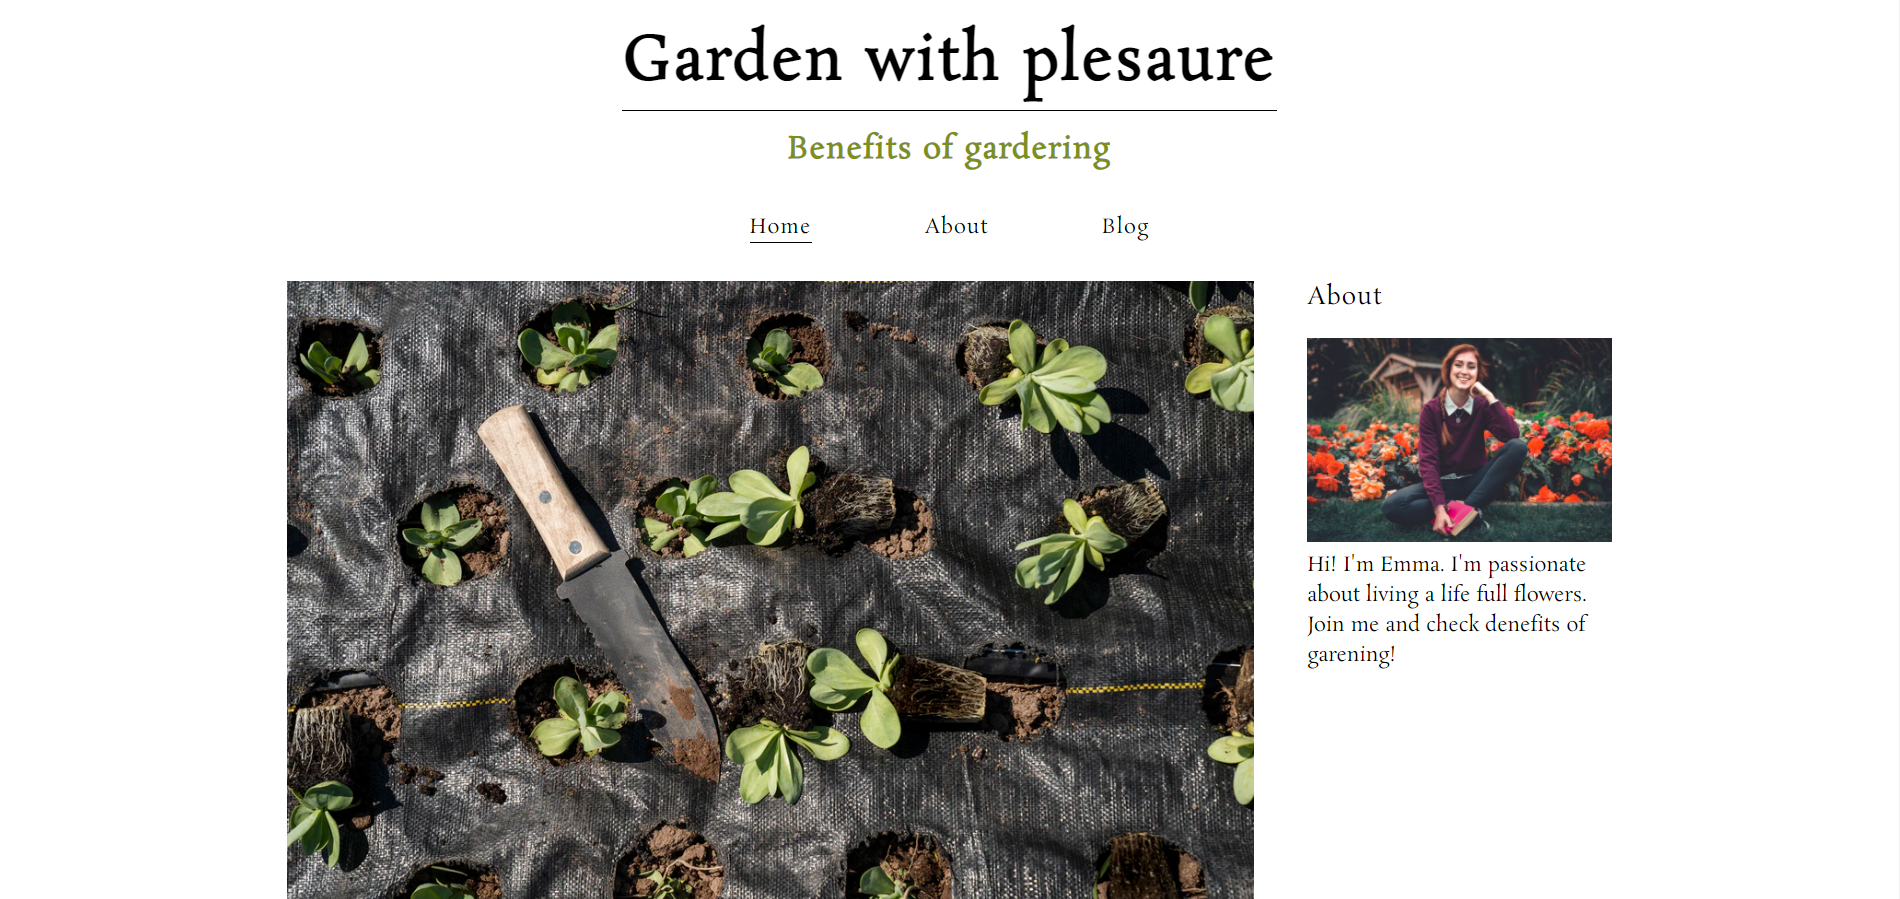 Garden with plesaure
Benefits of gardering
Home About Blog
About
Hi! I'm Emma. I'm passionate
about living a life full flowers.
Join me and check denefits of
garening!